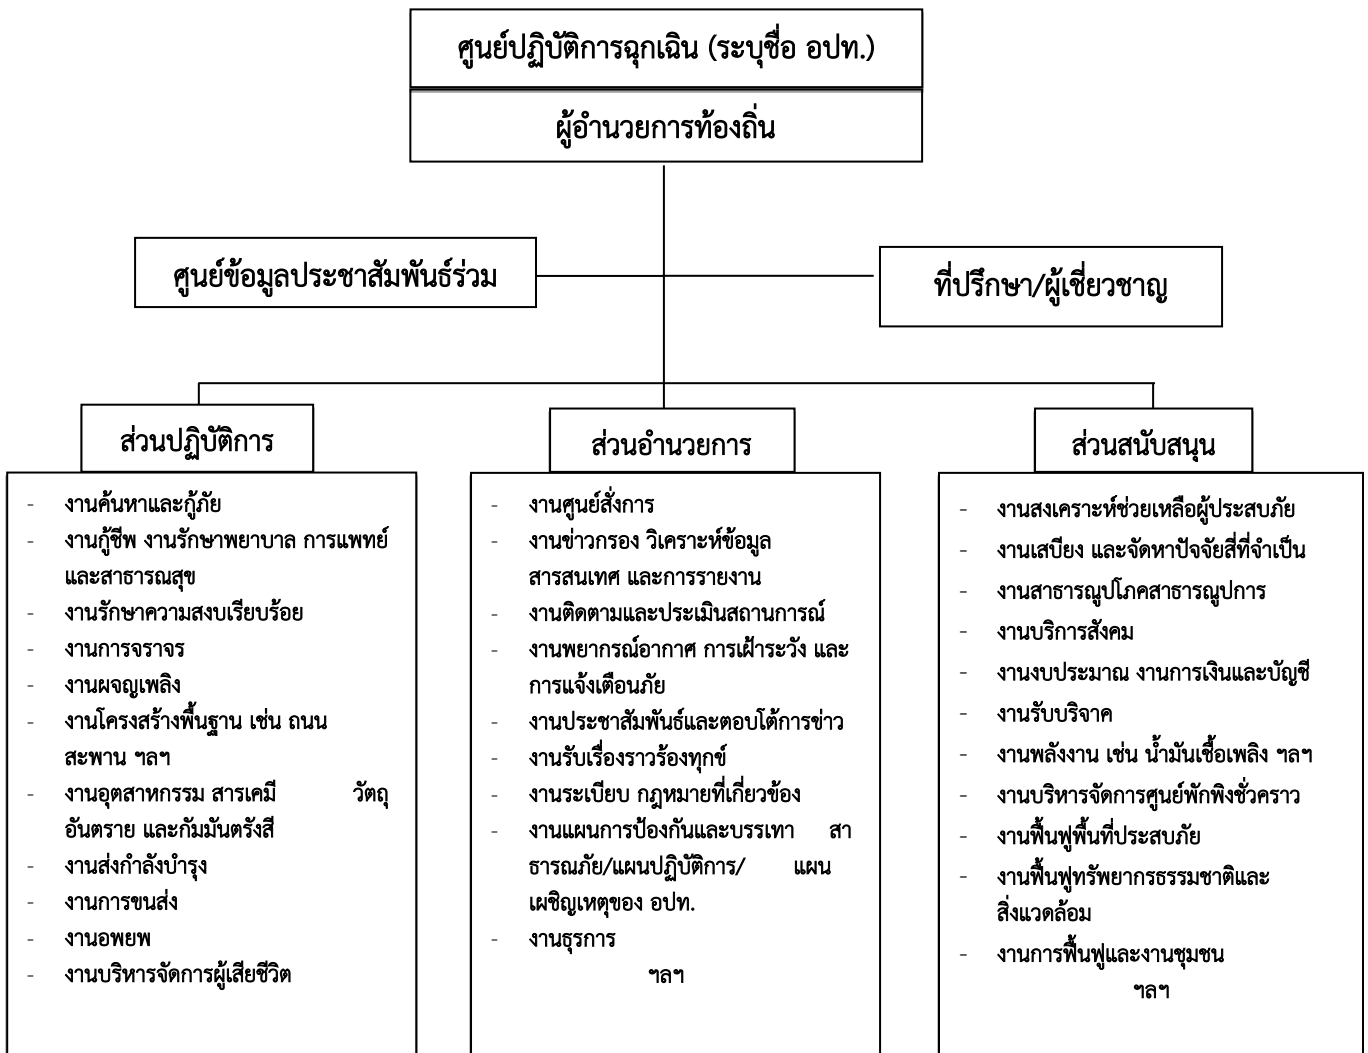 ศูนย์ปฏิบัติการฉุกเฉิน (ระบุชื่อ อปท.)
ผู้อำนวยการท้องถิ่น
ศูนย์ข้อมูลประชาสัมพันธ์ร่วม
ที่ปรึกษา/ผู้เชี่ยวชาญ
ส่วนปฏิบัติการ
- งานค้นหาและกู้ภัย
- งานกู้ชีพ งานรักษาพยาบาล การแพทย์
และสาธารณสุข
- งานรักษาความสงบเรียบร้อย
- งานการจราจร
- งานผจญเพลิง
- งานโครงสร้างพื้นฐาน เช่น ถนน
สะพาน ฯลฯ
- งานอุตสาหกรรม สารเคมี วัตถุ
อันตราย และกัมมันตรังสี
- งานส่งกำลังบำรุง
- งานการขนส่ง
- งานอพยพ
- งานบริหารจัดการผู้เสียชีวิต
ส่วนอำนวยการ
- งานศูนย์สั่งการ
- งานข่าวกรอง วิเคราะห์ข้อมูล
สารสนเทศ และการรายงาน
- งานติดตามและประเมินสถานการณ์
- งานพยากรณ์อากาศ การเฝ้าระวัง และ
การแจ้งเตือนภัย
- งานประชาสัมพันธ์และตอบโต้การข่าว
- งานรับเรื่องราวร้องทุกข์
- งานระเบียบ กฎหมายที่เกี่ยวข้อง
- งานแผนการป้องกันและบรรเทา สา
ธารณภัย/แผนปฏิบัติการ/ แผน
เผชิญเหตุของ อปท.
- งานธุรการ
ฯลฯ
ส่วนสนับสนุน
- งานสงเคราะห์ช่วยเหลือผู้ประสบภัย
- งานเสบียง และจัดหาปัจจัยสี่ที่จำเป็น
- งานสาธารณูปโภคสาธารณูปการ
- งานบริการสังคม
- งานงบประมาณ งานการเงินและบัญชี
- งานรับบริจาค
- งานพลังงาน เช่น น้ำมันเชื้อเพลิง ฯลฯ
- งานบริหารจัดการศูนย์พักพิงชั่วคราว
- งานฟื้นฟูพื้นที่ประสบภัย
- งานฟื้นฟูทรัพยากรธรรมชาติและ
สิ่งแวดล้อม
- งานการฟื้นฟูและงานชุมชน
ฯลฯ